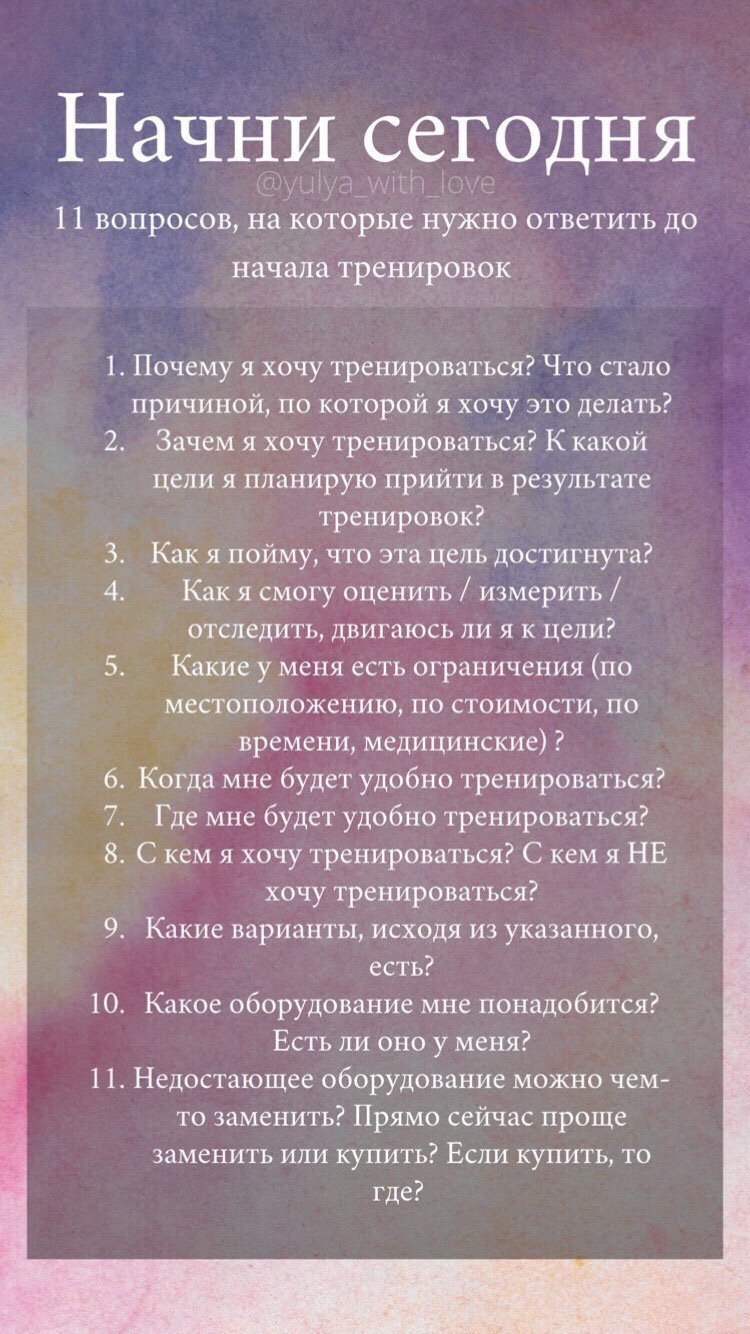 Начни сегодня
@yulya_with_love
11 вопросов, на которые нужно ответить до
начала тренировок
1. Почему я хочу тренироваться? Что стало
причиной, по которой я хочу это делать?
2. Зачем я хочу тренироваться? К какой
цели я планирую прийти в результате
тренировок?
3. Как я пойму, что эта цель достигнута?
4. Как я смогу оценить / измерить /
отследить, двигаюсь ли я к цели?
5. Какие у меня есть ограничения (по
местоположению, по стоимости, по
времени, медицинские) ?
6. Когда мне будет удобно тренироваться?
7. Где мне будет удобно тренироваться?
8. С кем я хочу тренироваться? С кем я НЕ
хочу тренироваться?
9. Какие варианты, исходя из указанного,
есть?
10. Какое оборудование мне понадобится?
Есть ли оно у меня?
11. Недостающее оборудование можно чем-
то заменить? Прямо сейчас проще
заменить или купить? Если купить, то
где?